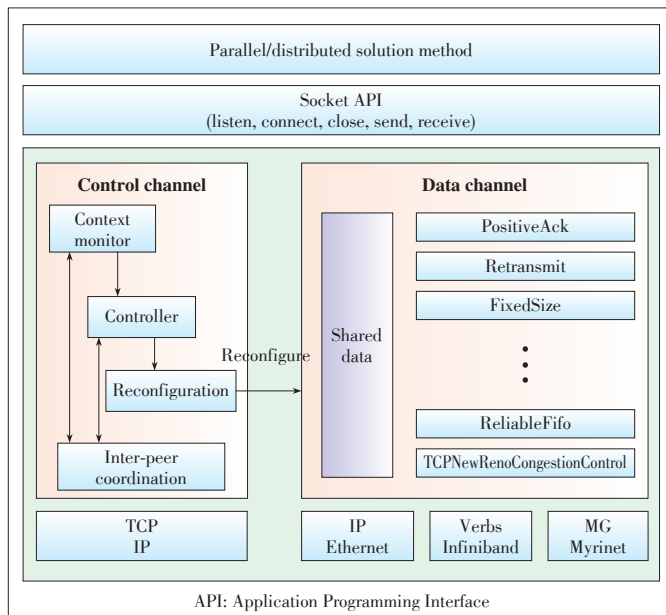 Parallel/distributed solution method
Socket API
(listen, connect, close, send, receive)
Control channel
Context
monitor
Controller
Reconfiguration
Inter-peer
coordination
Reconfigure
Data channel
Shared
data
PositiveAck
Retransmit
FixedSize
ReliableFifo
TCPNewRenoCongestionControl
TCP
IP
IP
Ethernet
Verbs
Infiniband
MG
Myrinet
API: Application Programming Interface